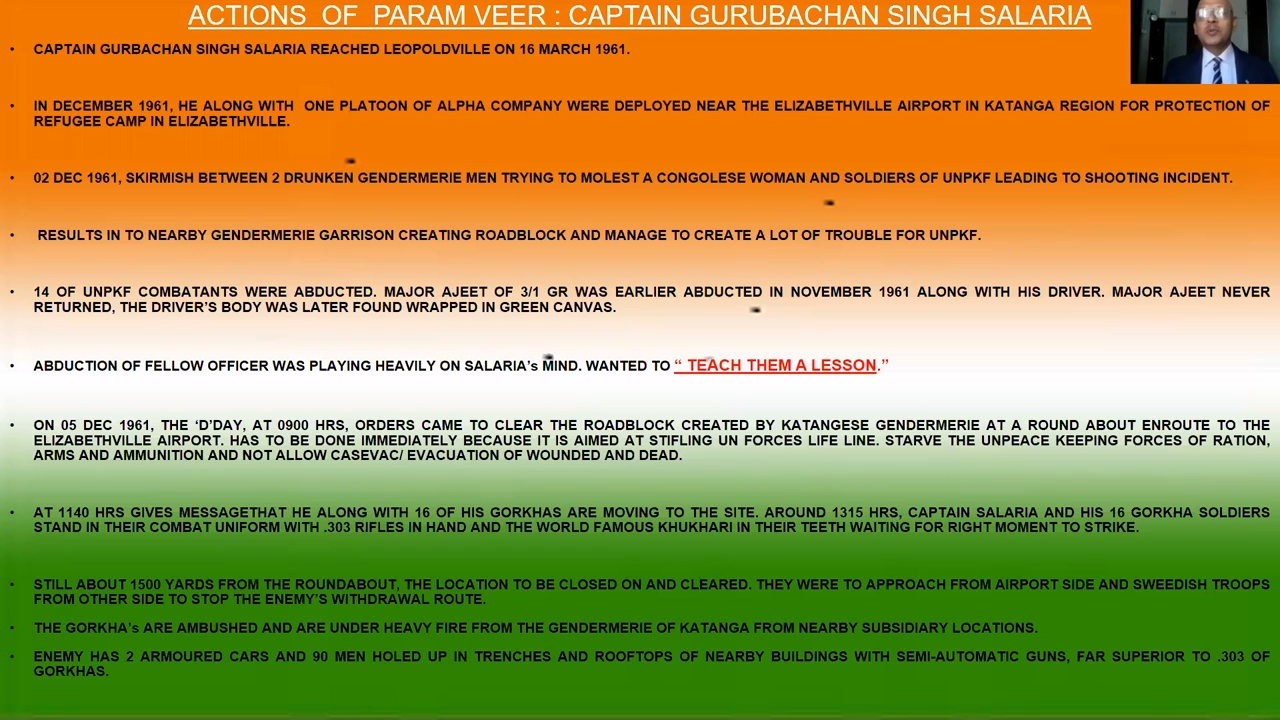 ACTIONS OF PARAM VEER : CAPTAIN GURUBACHAN SINGH SALARIA
• CAPTAIN GURBACHAN SINGH SALARIA REACHED LEOPOLDVILLE ON 16 MARCH 1961.
• IN DECEMBER 1961, HE ALONG WITH ONE PLATOON OF ALPHA COMPANY WERE DEPLOYED NEAR THE ELIZABETHVILLE AIRPORT IN KATANGA REGION FOR PROTECTION OF
REFUGEE CAMP IN ELIZABETHVILLE.
• 02 DEC 1961, SKIRMISH BETWEEN 2 DRUNKEN GENDERMERIE MEN TRYING TO MOLEST A CONGOLESE WOMAN AND SOLDIERS OF UNPKF LEADING TO SHOOTING INCIDENT.
• RESULTS IN TO NEARBY GENDERMERIE GARRISON CREATING ROADBLOCK AND MANAGE TO CREATE A LOT OF TROUBLE FOR UNPKF.
• 14 OF UNPKF COMBATANTS WERE ABDUCTED. MAJOR AJEET OF 3/1 GR WAS EARLIER ABDUCTED IN NOVEMBER 1961 ALONG WITH HIS DRIVER. MAJOR AJEET NEVER
RETURNED, THE DRIVER'S BODY WAS LATER FOUND WRAPPED IN GREEN CANVAS.
• ABDUCTION OF FELLOW OFFICER WAS PLAYING HEAVILY ON SALARIA's MIND. WANTED TO “ TEACH THEM A LESSON.”
• ON 05 DEC 1961, THE ‘D’DAY, AT 0900 HRS, ORDERS CAME TO CLEAR THE ROADBLOCK CREATED BY KATANGESE GENDERMERIE AT A ROUND ABOUT ENROUTE TO THE
ELIZABETHVILLE AIRPORT. HAS TO BE DONE IMMEDIATELY BECAUSE IT IS AIMED AT STIFLING UN FORCES LIFE LINE. STARVE THE UNPEACE KEEPING FORCES OF RATION,
ARMS AND AMMUNITION AND NOT ALLOW CASEVAC/ EVACUATION OF WOUNDED AND DEAD.
• AT 1140 HRS GIVES MESSAGETHAT HE ALONG WITH 16 OF HIS GORKHAS ARE MOVING TO THE SITE. AROUND 1315 HRS, CAPTAIN SALARIA AND HIS 16 GORKHA SOLDIERS
STAND IN THEIR COMBAT UNIFORM WITH .303 RIFLES IN HAND AND THE WORLD FAMOUS KHUKHARI IN THEIR TEETH WAITING FOR RIGHT MOMENT TO STRIKE.
• STILL ABOUT 1500 YARDS FROM THE ROUNDABOUT, THE LOCATION TO BE CLOSED ON AND CLEARED. THEY WERE TO APPROACH FROM AIRPORT SIDE AND SWEEDISH TROOPS
FROM OTHER SIDE TO STOP THE ENEMY'S WITHDRAWAL ROUTE.
• THE GORKHA's ARE AMBUSHED AND ARE UNDER HEAVY FIRE FROM THE GENDERMERIE OF KATANGA FROM NEARBY SUBSIDIARY LOCATIONS.
• ENEMY HAS 2 ARMOURED CARS AND 90 MEN HOLED UP IN TRENCHES AND ROOFTOPS OF NEARBY BUILDINGS WITH SEMI-AUTOMATIC GUNS, FAR SUPERIOR TO .303 OF
GORKHAS.